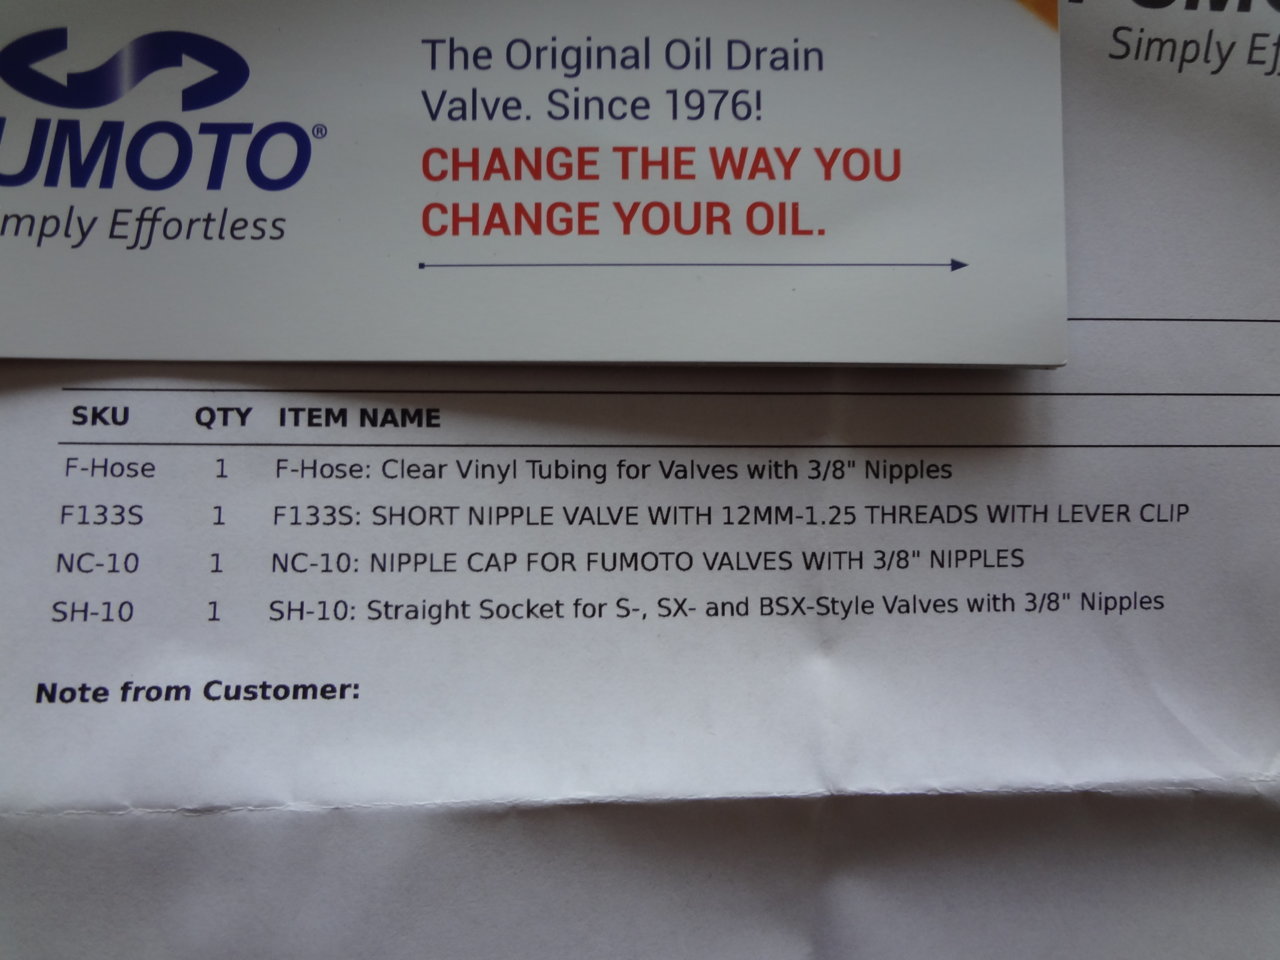 UMOTO®
mply Effortless
The Original Oil Drain
Valve. Since 1976!
CHANGE THE WAY YOU
CHANGE YOUR OIL.
Simply
SKU QTY ITEM NAME
F-Hose 1 F-Hose: Clear Vinyl Tubing for Valves with 3/8" Nipples
F133S 1 F133S: SHORT NIPPLE VALVE WITH 12MM-1.25 THREADS WITH LEVER CLIP
NC-10 1 NC-10: NIPPLE CAP FOR FUMOTO VALVES WITH 3/8" NIPPLES
SH-10 1 SH-10: Straight Socket for S-, SX- and BSX-Style Valves with 3/8" Nipples
Note from Customer: